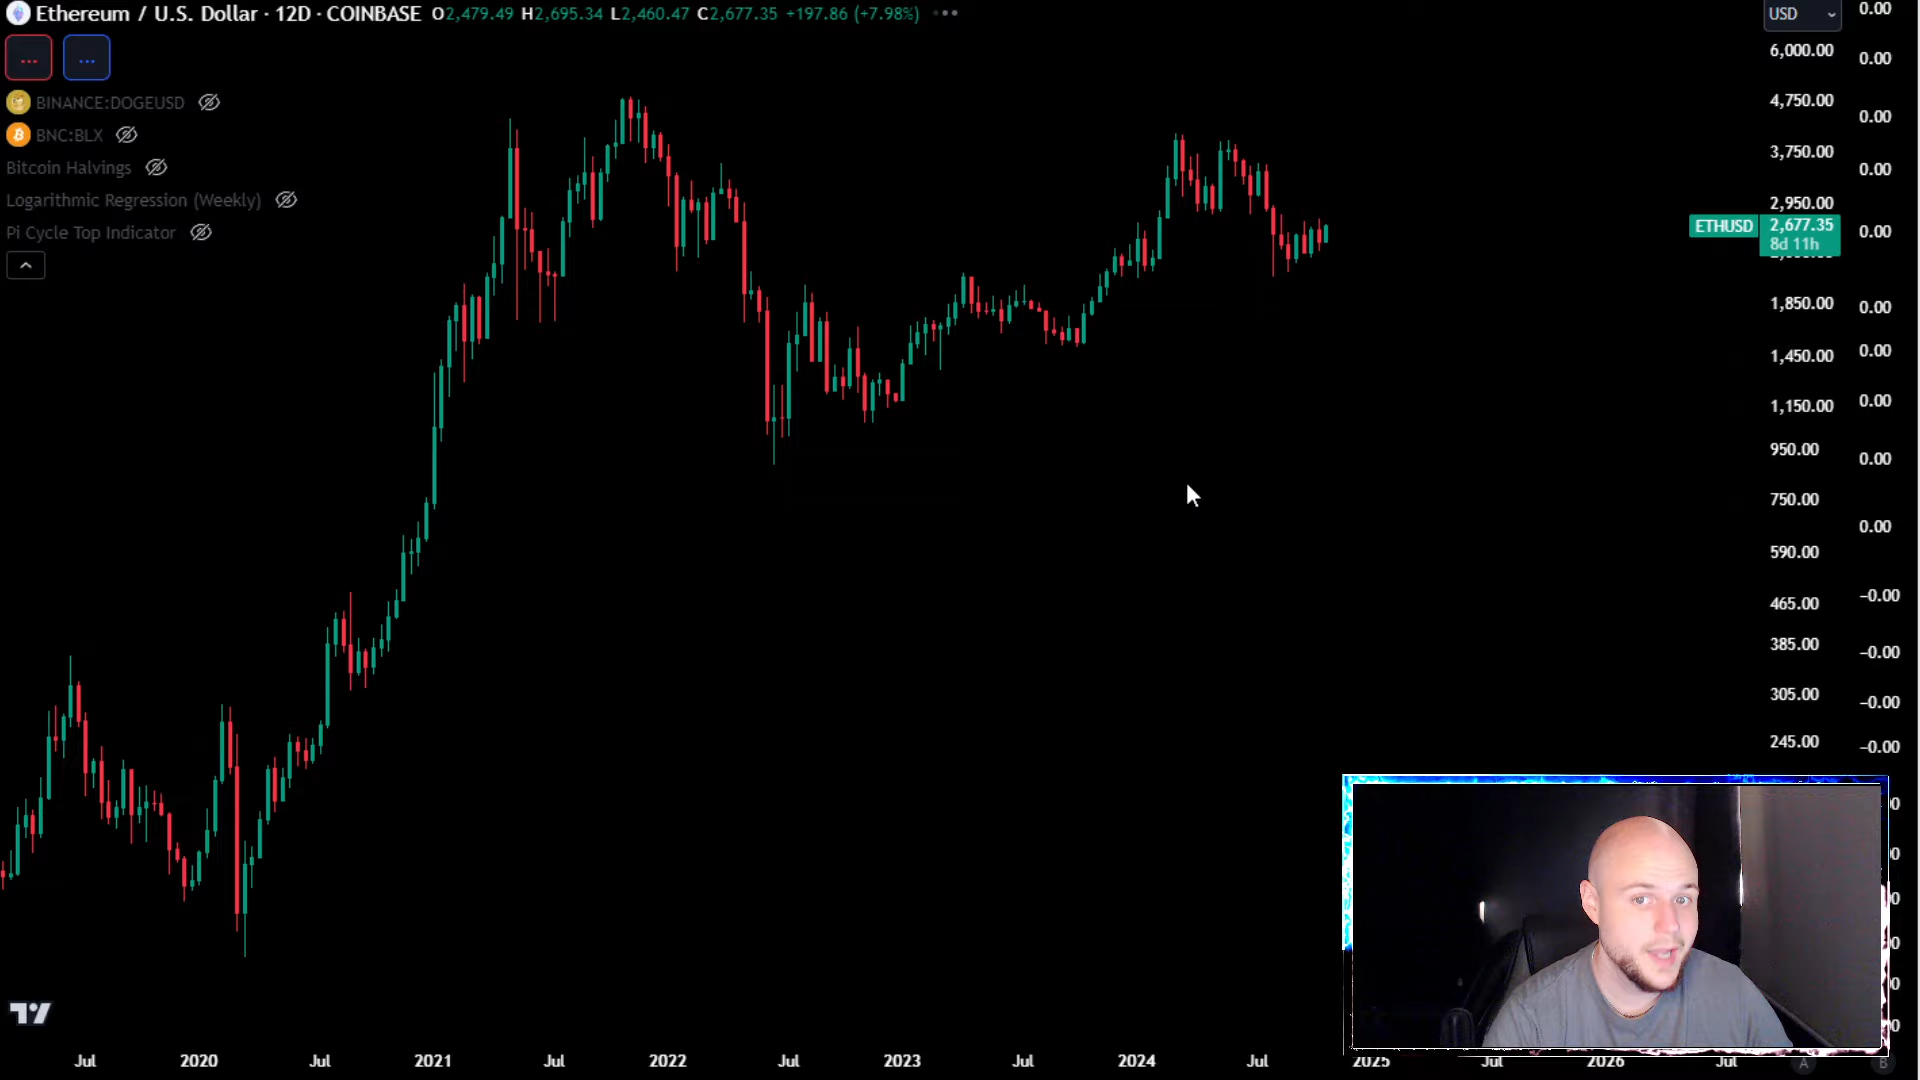 Ethereum / U.S. Dollar · 12D · COINBASE O2,479.49 H2,695.34 L2,460.47 C2,677.35 +197.86 (+7.98%)
USD
BINANCE:DOGEUSD
BNC:BLX
Bitcoin Halvings
Logarithmic Regression (Weekly)
Pi Cycle Top Indicator
6,000.00
4,750.00
3,750.00
2,950.00
ETHUSD 2,677.35
8d 11h
1,850.00
1,450.00
1,150.00
950.00
750.00
590.00
465.00
385.00
305.00
245.00
0.00
0.00
0.00
0.00
0.00
0.00
0.00
0.00
0.00
0.00
−0.00
−0.00
−0.00
−0.00
Jul 2020 Jul 2021 Jul 2022 Jul 2023 Jul 2024 Jul 2025 Jul 2026 Jul
A B